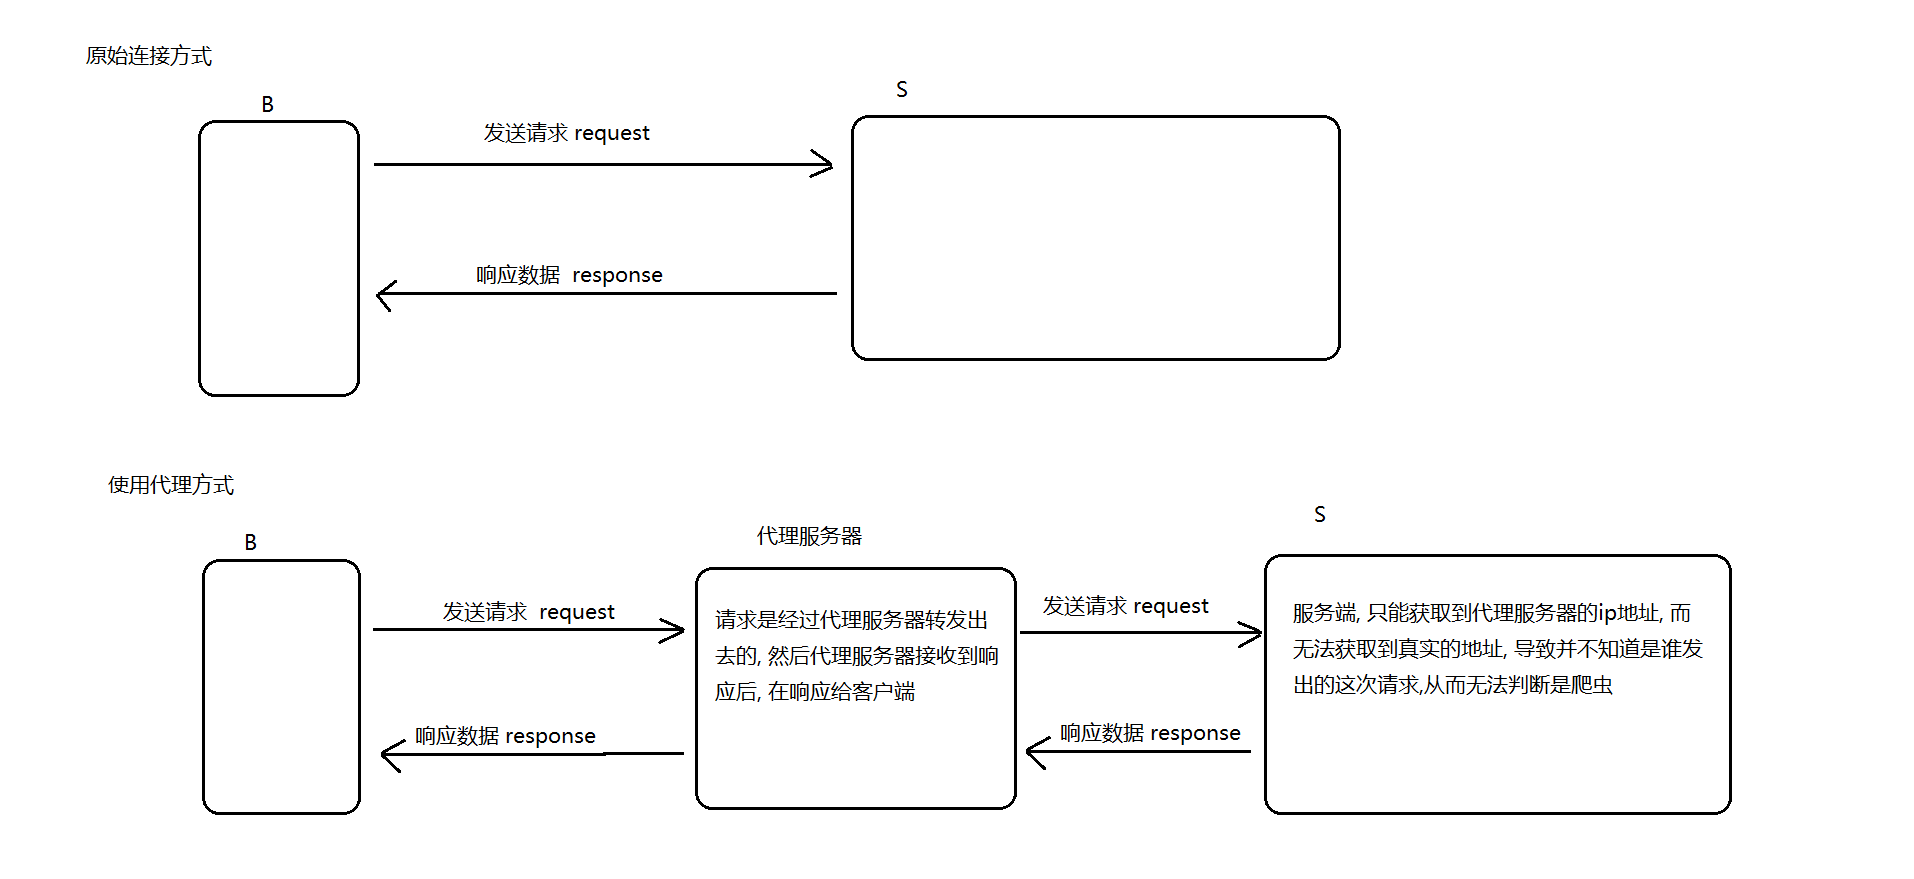 原始连接方式
B
S
发送请求 request
响应数据  response
使用代理方式
B
代理服务器
S
发送请求  request
请求是经过代理服务器转发出
去的, 然后代理服务器接收到响
应后, 在响应给客户端
发送请求 request
服务端, 只能获取到代理服务器的ip地址, 而
无法获取到真实的地址, 导致并不知道是谁发
出的这次请求,从而无法判断是爬虫
响应数据 response
响应数据 response